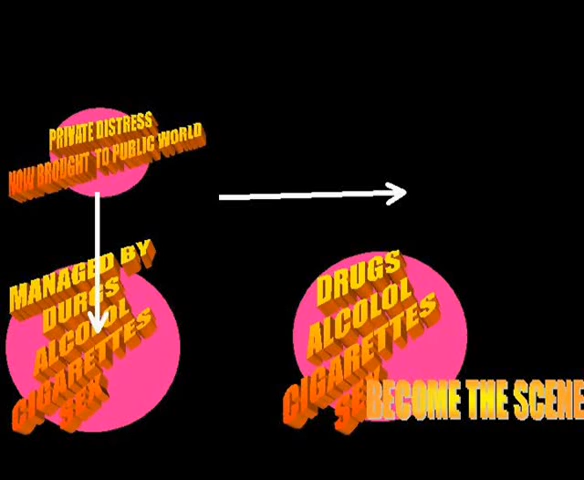 PRIVATE DISTRESS
NOW BROUGHT TO PUBLIC WORLD
MANAGED BY
DURGS
ALCOLOL
CIGARETTES
SEX
DRUGS
ALCOLOL
CIGARETTES
SEX
BECOME THE SCENE